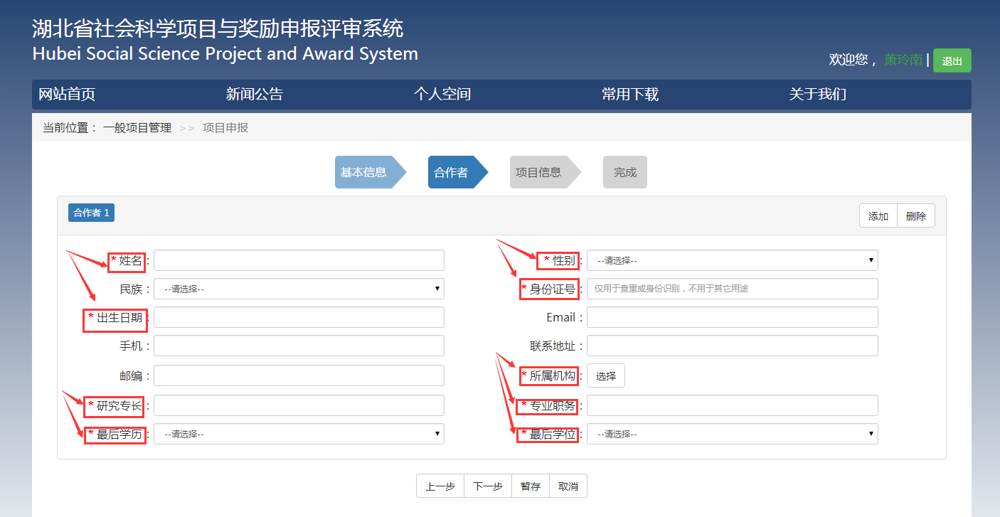 湖北省社会科学项目与奖励申报评审系统
Hubei Social Science Project and Award System
欢迎您， 萧玲南 | 退出
网站首页 新闻公告 个人空间 常用下载 关于我们
当前位置： 一般项目管理 >> 项目申报
基本信息 合作者 项目信息 完成
合作者 1 添加 删除
* 姓名： * 性别： --请选择--
民族： --请选择-- * 身份证号： 仅用于查重或身份识别，不用于其它用途
* 出生日期： Email：
手机： 联系地址：
邮编： * 所属机构： 选择
* 研究专长： * 专业职务：
* 最后学历： --请选择-- * 最后学位： --请选择--
上一步 下一步 暂存 取消